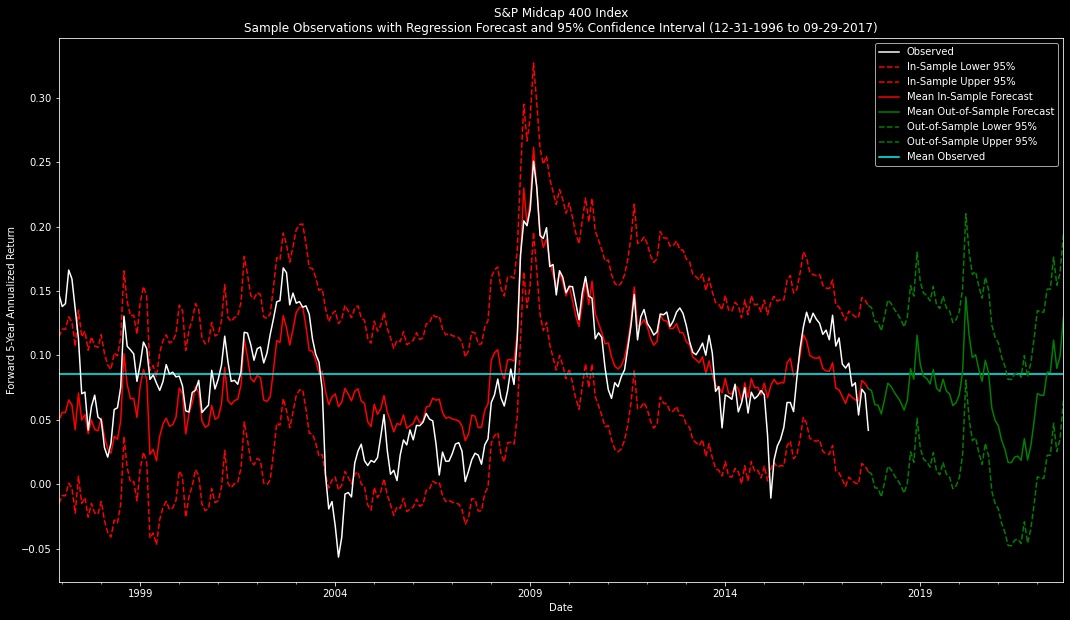 S&P Midcap 400 Index
Sample Observations with Regression Forecast and 95% Confidence Interval (12-31-1996 to 09-29-2017)
Observed
In-Sample Lower 95%
In-Sample Upper 95%
Mean In-Sample Forecast
Mean Out-of-Sample Forecast
Out-of-Sample Lower 95%
Out-of-Sample Upper 95%
Mean Observed
Forward 5-Year Annualized Return
0.30
0.25
0.20
0.15
0.10
0.05
0.00
−0.05
1999
2004
2009
2014
2019
Date